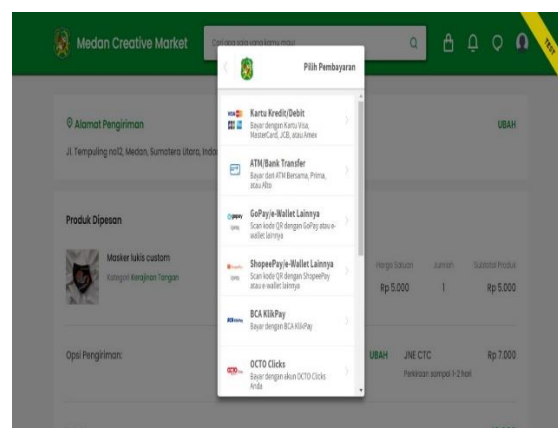 Medan Creative Market
Cari apa saja yang kamu mau!
TEST
Pilih Pembayaran
Alamat Pengiriman
UBAH
Jl. Tempuling no12, Medan, Sumatera Utara, Indo
Kartu Kredit/Debit
Bayar dengan Kartu Visa,
MasterCard, JCB, atau Amex
ATM/Bank Transfer
Bayar dari ATM Bersama, Prima,
atau Alto
GoPay/e-Wallet Lainnya
Scan kode QR dengan GoPay atau e-
wallet lainnya
ShopeePay/e-Wallet Lainnya
Scan kode QR dengan ShopeePay
atau e-wallet lainnya
BCA KlikPay
Bayar dengan BCA KlikPay
OCTO Clicks
Bayar dengan akun OCTO Clicks
Anda
Produk Dipesan
Masker lukis custom
Kategori Kerajinan Tangan
Harga Satuan Jumlah Subtotal Produk
Rp 5.000 1 Rp 5.000
Opsi Pengiriman:
UBAH JNE CTC Rp 7.000
Perkiraan sampai 1-2 hari